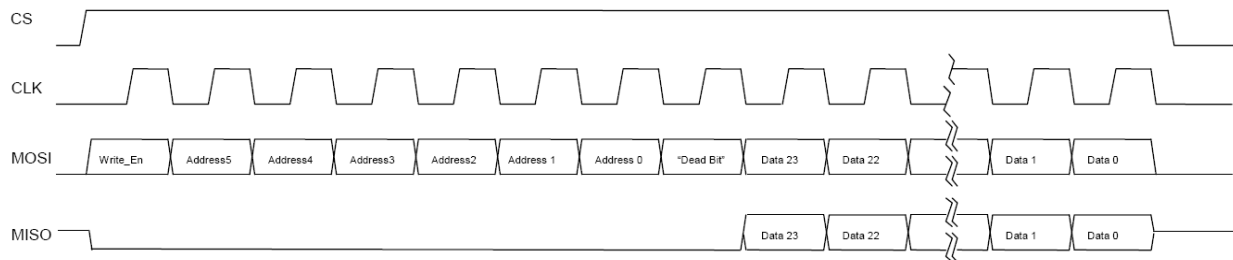 CS
CLK
MOSI Write_En Address5 Address4 Address3 Address2 Address 1 Address 0 "Dead Bit" Data 23 Data 22 Data 1 Data 0
MISO Data 23 Data 22 Data 1 Data 0